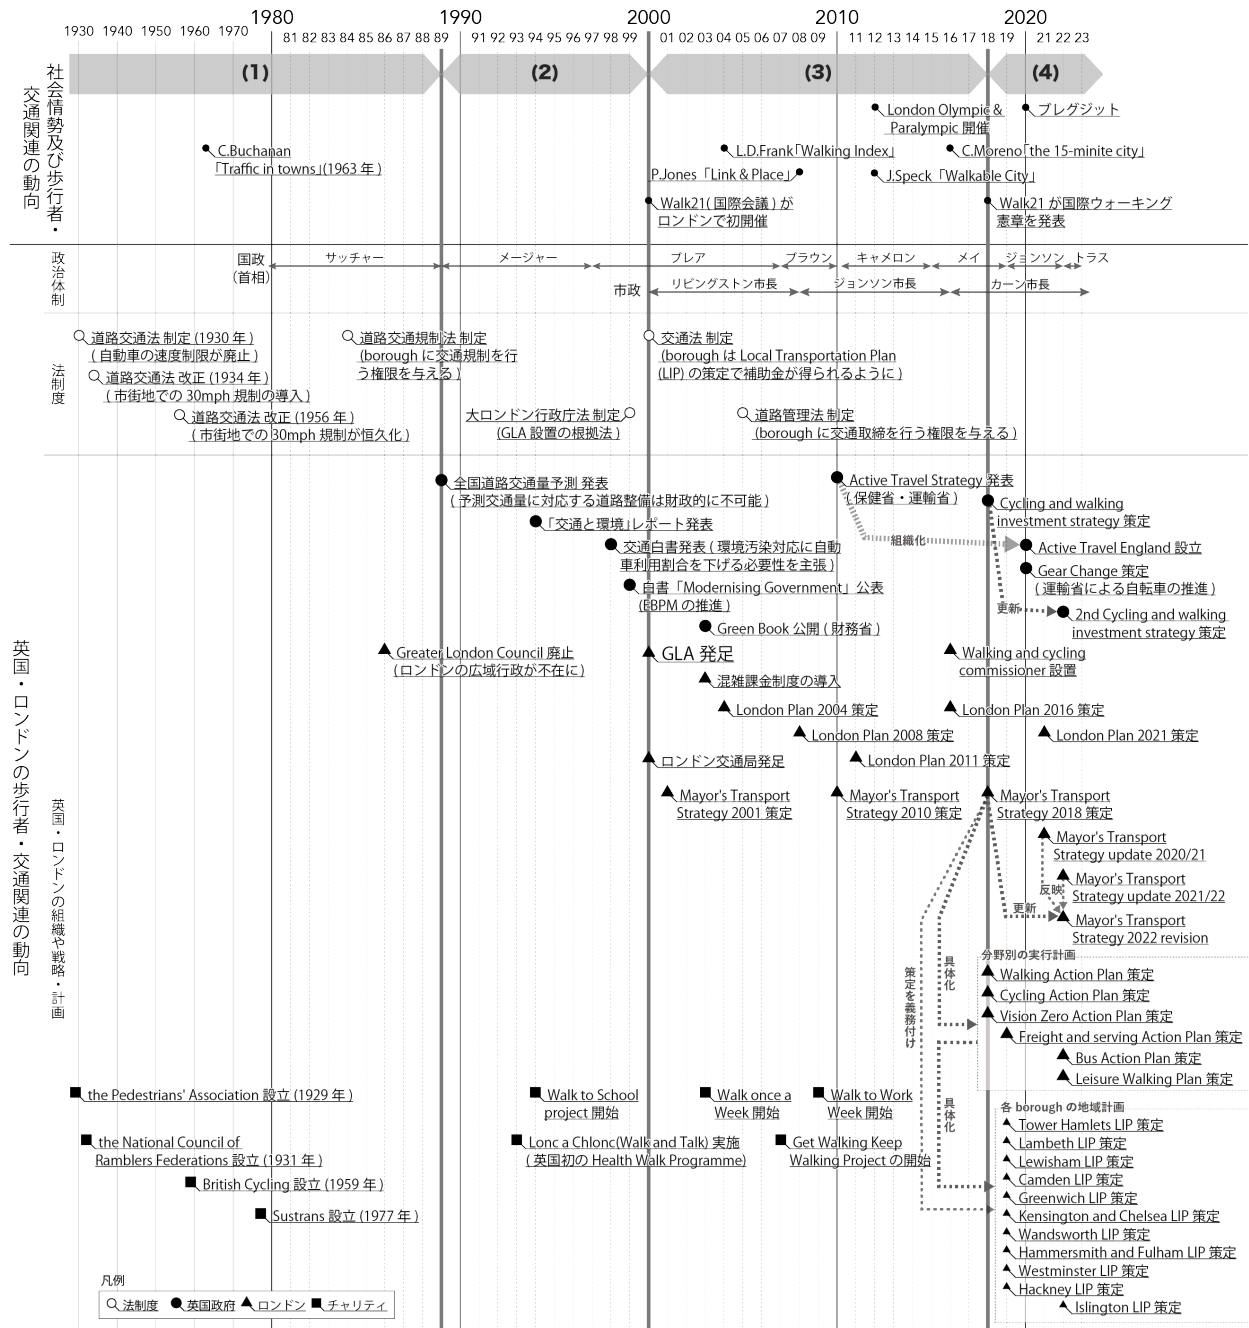 1980 1990 2000 2010 2020
1930 1940 1950 1960 1970 81 82 83 84 85 86 87 88 89 91 92 93 94 95 96 97 98 99 01 02 03 04 05 06 07 08 09 11 12 13 14 15 16 17 18 19 21 22 23
(1) (2) (3) (4)
社会情勢及び歩行者・
交通関連の動向
London Olympic &
Paralympic 開催
ブレグジット
C.Buchanan
「Traffic in towns」(1963 年 )
L.D.Frank「Walking Index」
C.Moreno「the 15-minite city」
P.Jones「Link & Place」
J.Speck「Walkable City」
Walk21( 国際会議 ) が
ロンドンで初開催
Walk21 が国際ウォーキング
憲章を発表
政治体制
国政
(首相)
サッチャー メージャー ブレア ブラウン キャメロン メイ ジョンソン トラス
市政 リビングストン市長 ジョンソン市長 カーン市長
法制度
道路交通法 制定 (1930 年 )
( 自動車の速度制限が廃止 )
道路交通規制法 制定
(borough に交通規制を行
う権限を与える )
交通法 制定
(borough は Local Transportation Plan
(LIP) の策定で補助金が得られるように )
道路交通法 改正 (1934 年 )
( 市街地での 30mph 規制の導入 )
道路交通法 改正 (1956 年 )
( 市街地での 30mph 規制が恒久化 )
大ロンドン行政庁法 制定
(GLA 設置の根拠法 )
道路管理法 制定
(borough に交通取締を行う権限を与える )
英国・ロンドンの歩行者・交通関連の動向
英国・ロンドンの組織や戦略・計画
全国道路交通量予測 発表
( 予測交通量に対応する道路整備は財政的に不可能 )
Active Travel Strategy 発表
( 保健省・運輸省 )
Cycling and walking
investment strategy 策定
「交通と環境」レポート発表
交通白書発表 ( 環境汚染対応に自動
車利用割合を下げる必要性を主張 )
組織化
Active Travel England 設立
Gear Change 策定
( 運輸省による自転車の推進 )
白書「Modernising Government」公表
(EBPM の推進 )
更新
2nd Cycling and walking
investment strategy 策定
Green Book 公開 ( 財務省 )
Greater London Council 廃止
( ロンドンの広域行政が不在に )
GLA 発足
Walking and cycling
commissioner 設置
混雑課金制度の導入
London Plan 2004 策定
London Plan 2016 策定
London Plan 2008 策定
London Plan 2021 策定
ロンドン交通局発足
London Plan 2011 策定
Mayor's Transport
Strategy 2001 策定
Mayor's Transport
Strategy 2010 策定
Mayor's Transport
Strategy 2018 策定
Mayor's Transport
Strategy update 2020/21
反映
Mayor's Transport
Strategy update 2021/22
更新
Mayor's Transport
Strategy 2022 revision
分野別の実行計画
具体化
策定を義務付け
Walking Action Plan 策定
Cycling Action Plan 策定
Vision Zero Action Plan 策定
Freight and serving Action Plan 策定
Bus Action Plan 策定
Leisure Walking Plan 策定
the Pedestrians' Association 設立 (1929 年 )
Walk to School
project 開始
Walk once a
Week 開始
Walk to Work
Week 開始
the National Council of
Ramblers Federations 設立 (1931 年 )
Lonc a Chlonc(Walk and Talk) 実施
( 英国初の Health Walk Programme)
Get Walking Keep
Walking Project の開始
British Cycling 設立 (1959 年 )
Sustrans 設立 (1977 年 )
具体化
各 borough の地域計画
Tower Hamlets LIP 策定
Lambeth LIP 策定
Lewisham LIP 策定
Camden LIP 策定
Greenwich LIP 策定
Kensington and Chelsea LIP 策定
Wandsworth LIP 策定
Hammersmith and Fulham LIP 策定
Westminster LIP 策定
Hackney LIP 策定
Islington LIP 策定
凡例
法制度 英国政府 ロンドン チャリティ